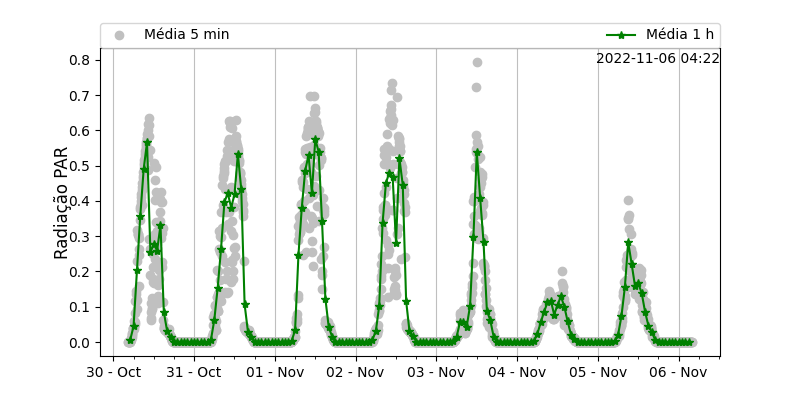 Média 5 min
Média 1 h
2022-11-06 04:22
Radiação PAR
0.8
0.7
0.6
0.5
0.4
0.3
0.2
0.1
0.0
30 - Oct
31 - Oct
01 - Nov
02 - Nov
03 - Nov
04 - Nov
05 - Nov
06 - Nov